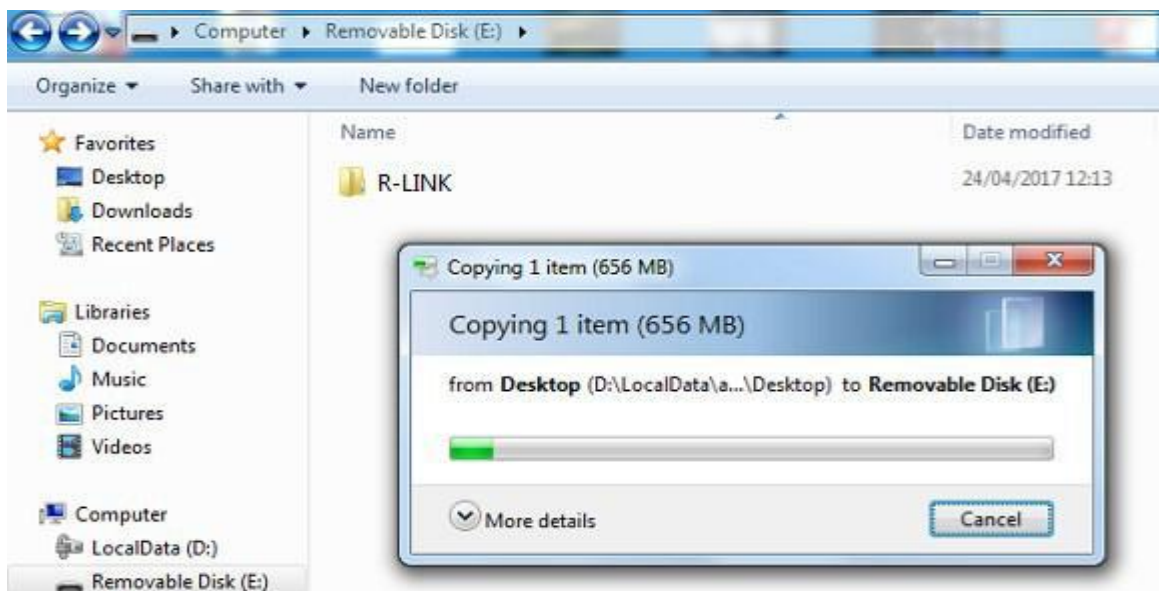 Computer ▸ Removable Disk (E:) ▸
Organize ▾ Share with ▾ New folder
Name Date modified
Favorites
Desktop
Downloads
Recent Places
Libraries
Documents
Music
Pictures
Videos
Computer
LocalData (D:)
Removable Disk (E:)
R-LINK 24/04/2017 12:13
Copying 1 item (656 MB)
Copying 1 item (656 MB)
from Desktop (D:\LocalData\a...\Desktop) to Removable Disk (E:)
More details
Cancel